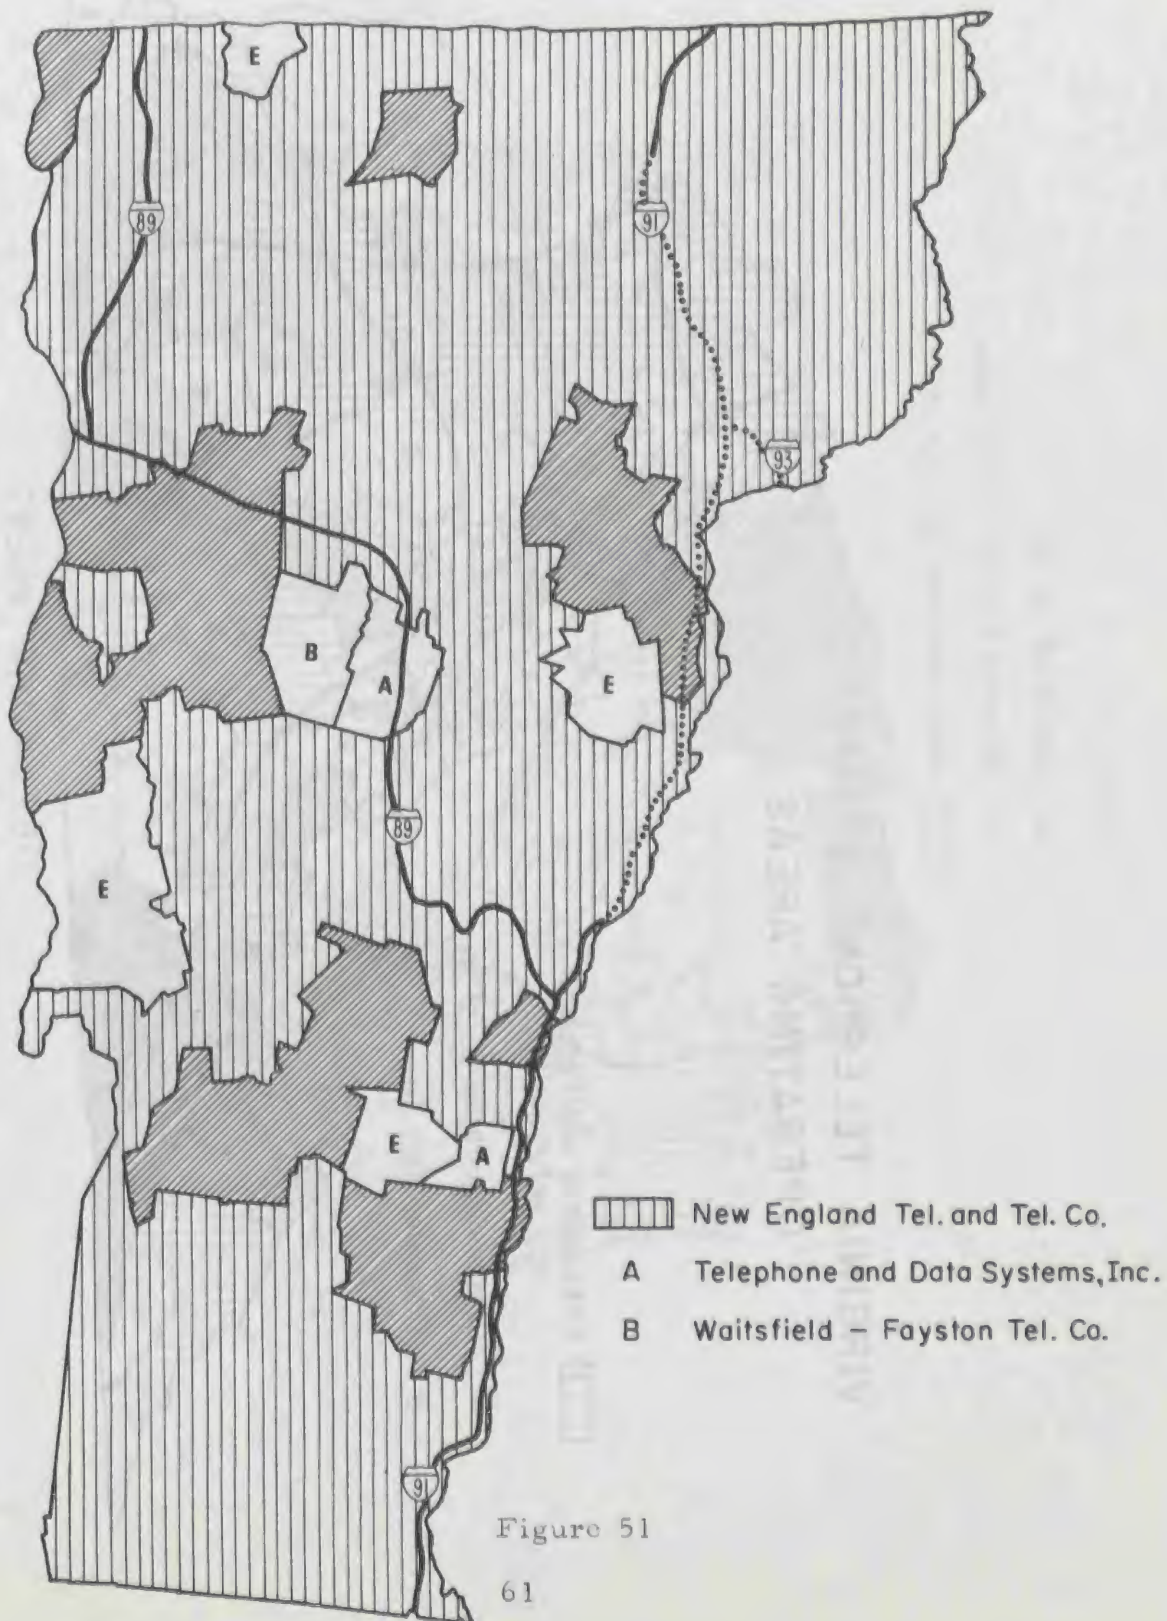 E
89
91
93
B
A
E
89
E
E
A
New England Tel. and Tel. Co.
A Telephone and Data Systems, Inc.
B Waitsfield – Fayston Tel. Co.
91
Figure 51
61